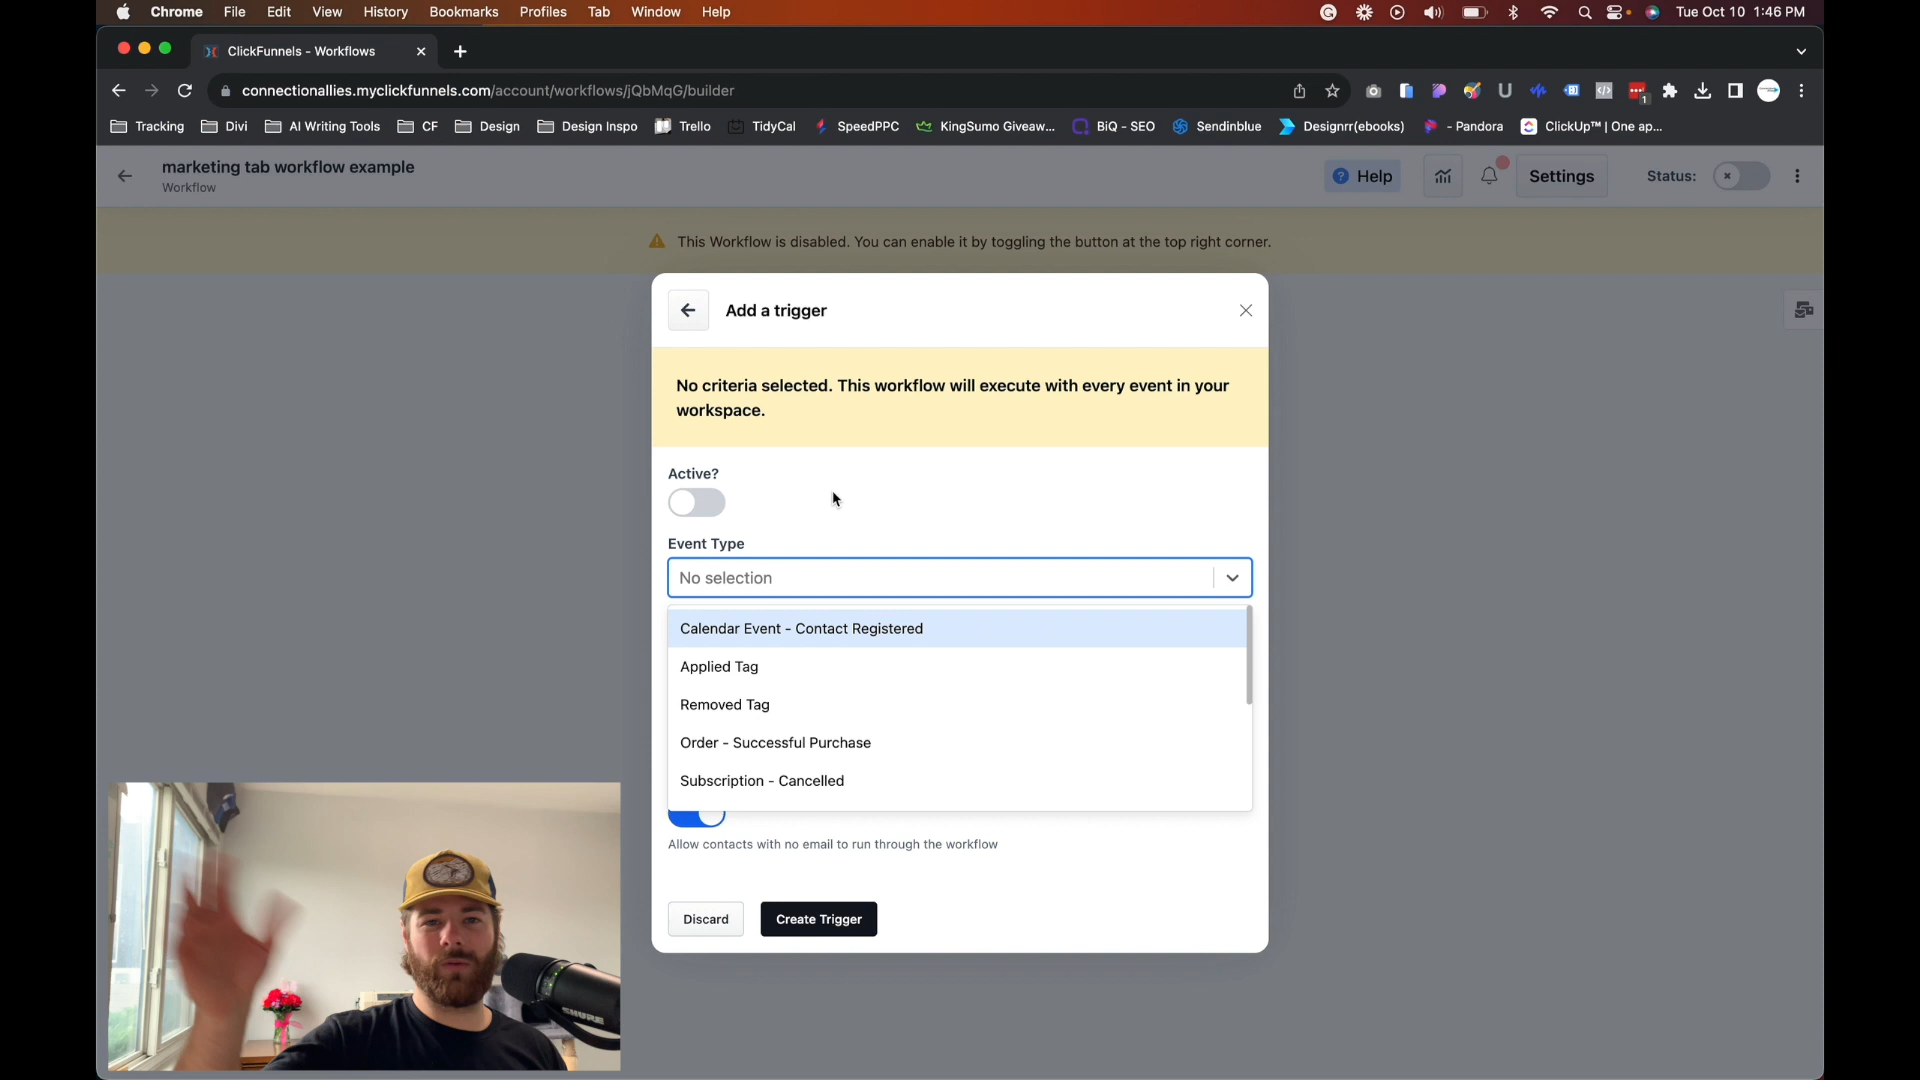 Chrome File Edit View History Bookmarks Profiles Tab Window Help Tue Oct 10 1:46 PM
ClickFunnels - Workflows
connectionallies.myclickfunnels.com/account/workflows/jQbMqG/builder
1
Tracking Divi AI Writing Tools CF Design Design Inspo Trello TidyCal SpeedPPC KingSumo Giveaw... BiQ - SEO Sendinblue Designrr(ebooks) - Pandora ClickUp™ | One ap...
marketing tab workflow example
Workflow
Help Settings Status:
This Workflow is disabled. You can enable it by toggling the button at the top right corner.
Add a trigger
No criteria selected. This workflow will execute with every event in your
workspace.
Active?
Event Type
No selection
Calendar Event - Contact Registered
Applied Tag
Removed Tag
Order - Successful Purchase
Subscription - Cancelled
Allow contacts with no email to run through the workflow
Discard Create Trigger
SHURE